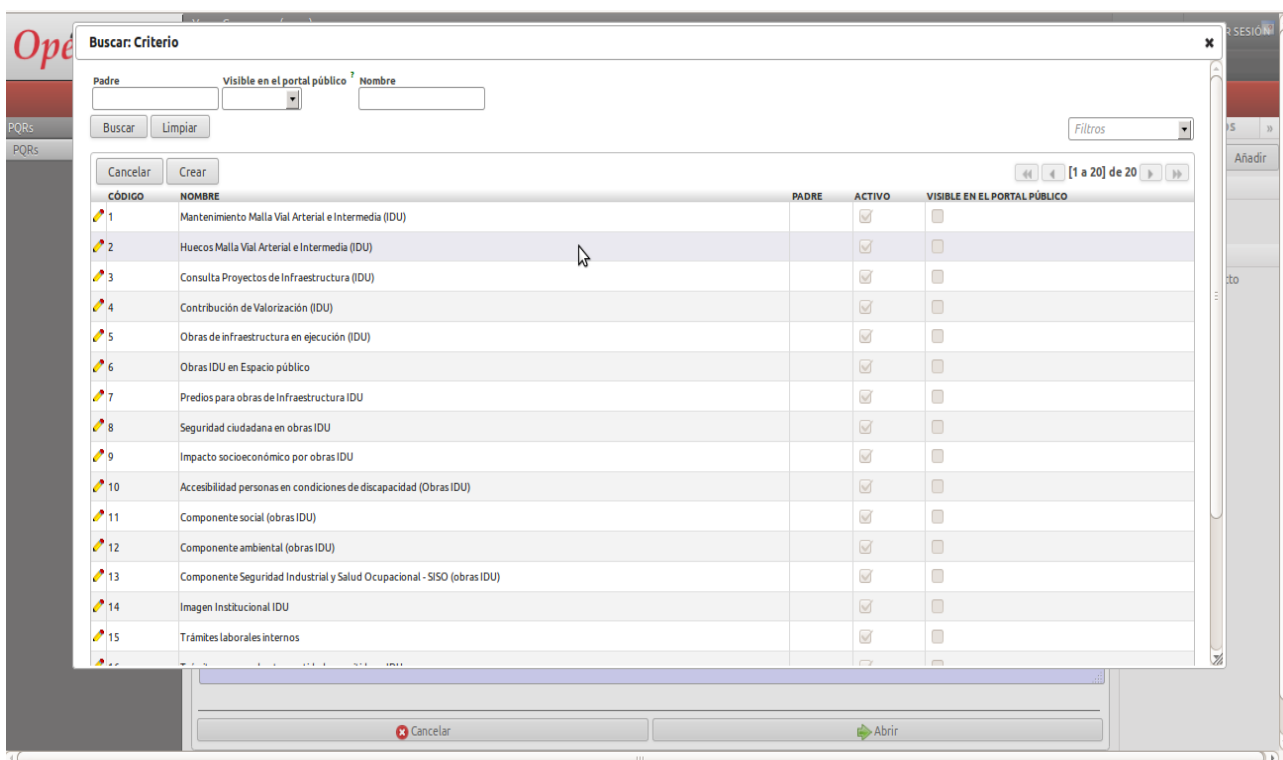 Opé
R SESIÓN
Buscar: Criterio
Padre Visible en el portal público ? Nombre
Buscar Limpiar
Filtros
PQRs
PQRs
Añadir
Cancelar Crear
[1 a 20] de 20
CÓDIGO NOMBRE PADRE ACTIVO VISIBLE EN EL PORTAL PÚBLICO
1 Mantenimiento Malla Vial Arterial e Intermedia (IDU)
2 Huecos Malla Vial Arterial e Intermedia (IDU)
3 Consulta Proyectos de Infraestructura (IDU)
4 Contribución de Valorización (IDU)
5 Obras de infraestructura en ejecución (IDU)
6 Obras IDU en Espacio público
7 Predios para obras de Infraestructura IDU
8 Seguridad ciudadana en obras IDU
9 Impacto socioeconómico por obras IDU
10 Accesibilidad personas en condiciones de discapacidad (Obras IDU)
11 Componente social (obras IDU)
12 Componente ambiental (obras IDU)
13 Componente Seguridad Industrial y Salud Ocupacional - SISO (obras IDU)
14 Imagen Institucional IDU
15 Trámites laborales internos
Cancelar Abrir